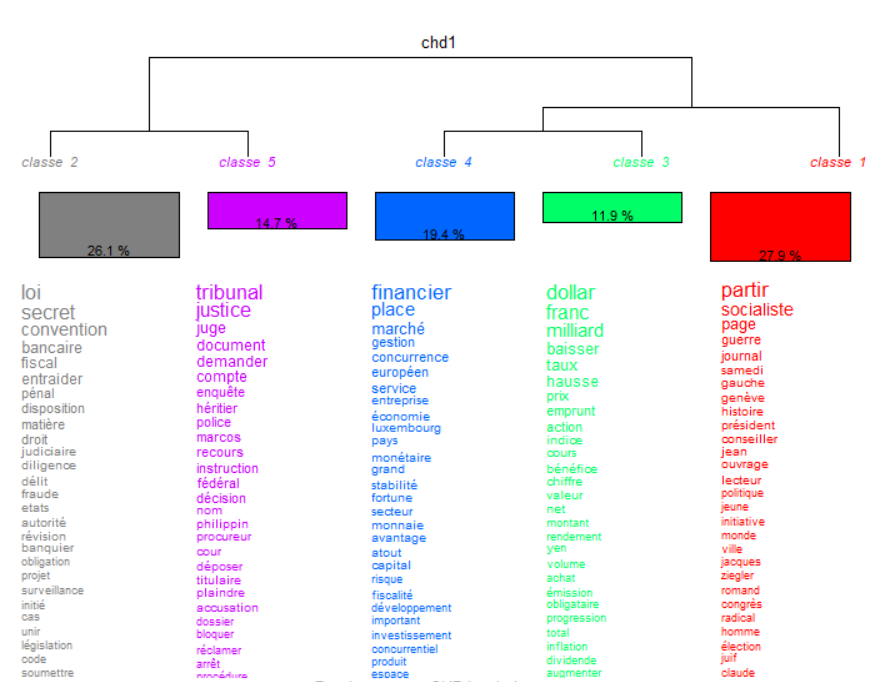 chd1
classe 2
classe 5
classe 4
classe 3
classe 1
26.1 %
14.7 %
19.4 %
11.9 %
27.9 %
loi
secret
convention
bancaire
fiscal
entraider
pénal
disposition
matière
droit
judiciaire
diligence
délit
fraude
etats
autorité
révision
banquier
obligation
projet
surveillance
initié
cas
unir
législation
code
soumettre
tribunal
justice
juge
document
demander
compte
enquête
héritier
police
marcos
recours
instruction
fédéral
décision
nom
philippin
procureur
cour
déposer
titulaire
plaindre
accusation
dossier
bloquer
réclamer
arrêt
procédure
financier
place
marché
gestion
concurrence
européen
service
entreprise
économie
luxembourg
pays
monétaire
grand
stabilité
fortune
secteur
monnaie
avantage
atout
capital
risque
fiscalité
développement
important
investissement
concurrentiel
produit
espace
dollar
franc
milliard
baisser
taux
hausse
prix
emprunt
action
indice
cours
bénéfice
chiffre
valeur
net
montant
rendement
yen
volume
achat
émission
obligataire
progression
total
inflation
dividende
augmenter
partir
socialiste
page
guerre
journal
samedi
gauche
genève
histoire
président
conseiller
jean
ouvrage
lecteur
politique
jeune
initiative
monde
ville
jacques
ziegler
romand
congrès
radical
homme
élection
juif
claude